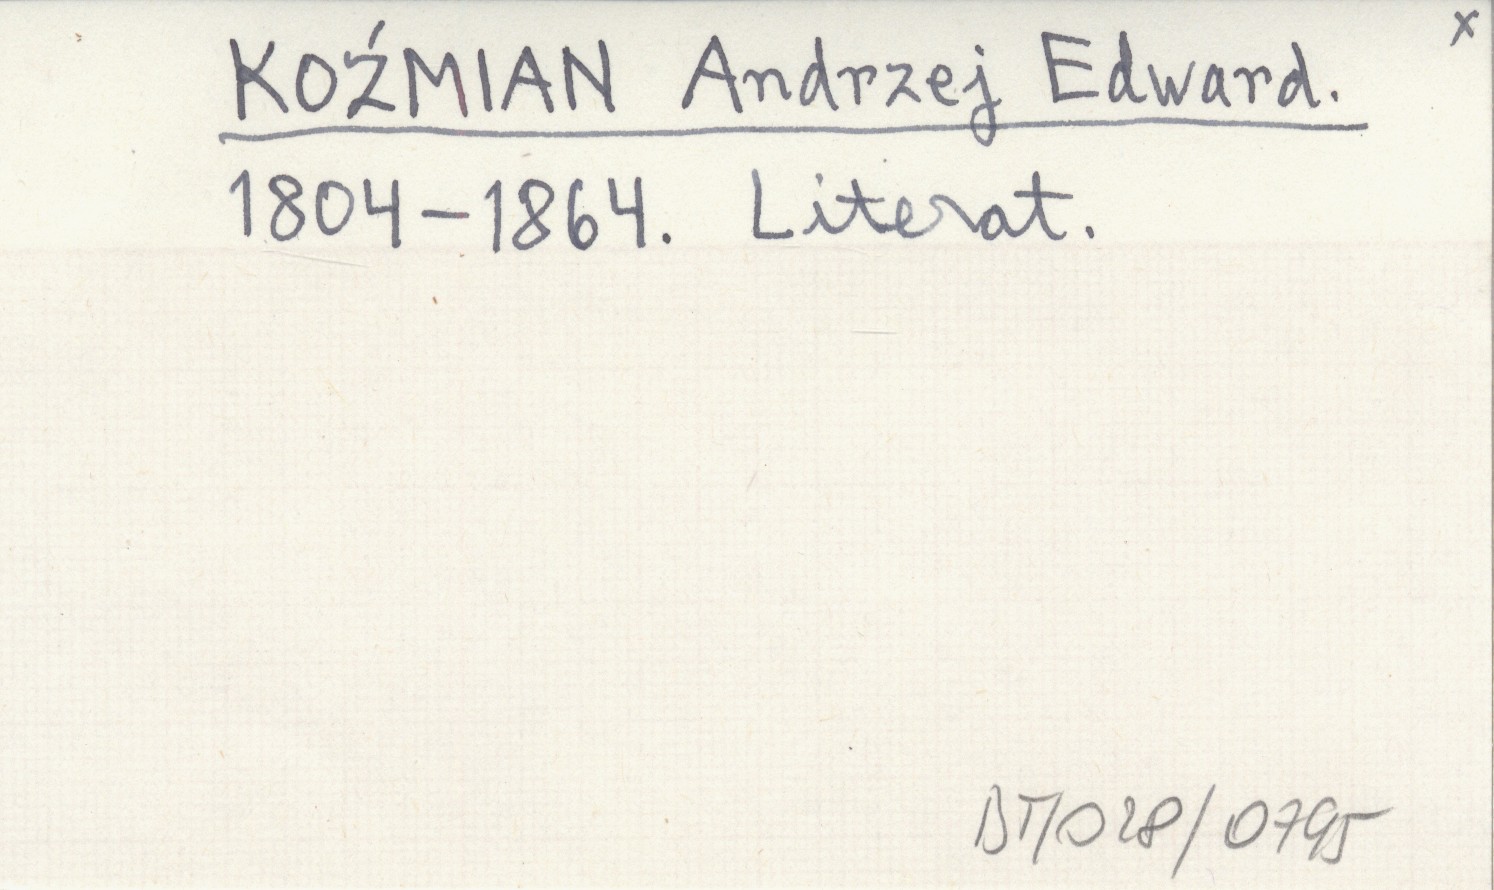 x
KOŹMIAN Andrzej Edward.
1804–1864. Literat.
BT/028/0795